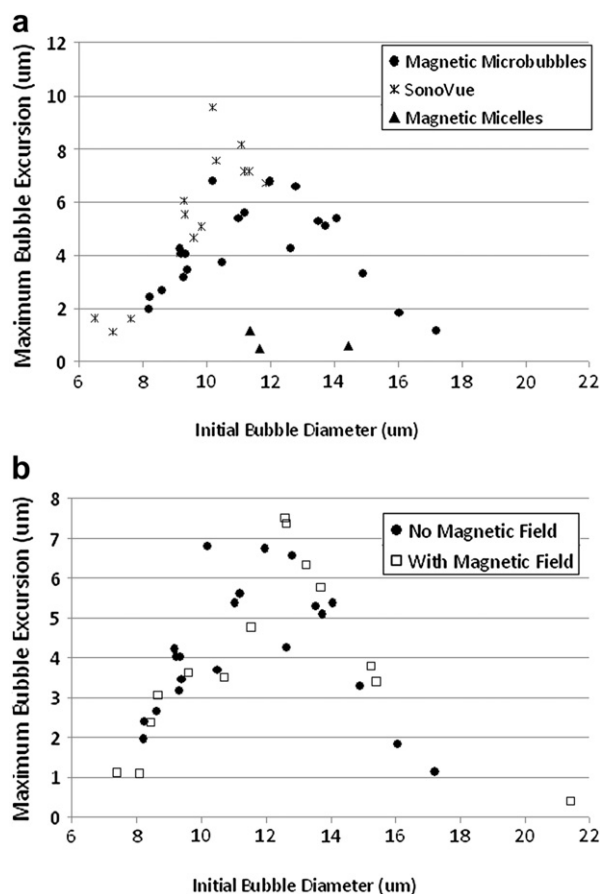 a
Maximum Bubble Excursion (um)
12
10
8
6
4
2
0
Magnetic Microbubbles
SonoVue
Magnetic Micelles
6 8 10 12 14 16 18 20 22
Initial Bubble Diameter (um)
b
Maximum Bubble Excursion (um)
8
7
6
5
4
3
2
1
0
No Magnetic Field
With Magnetic Field
6 8 10 12 14 16 18 20 22
Initial Bubble Diameter (um)